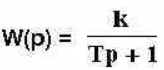 W(p) = k / Tp + 1